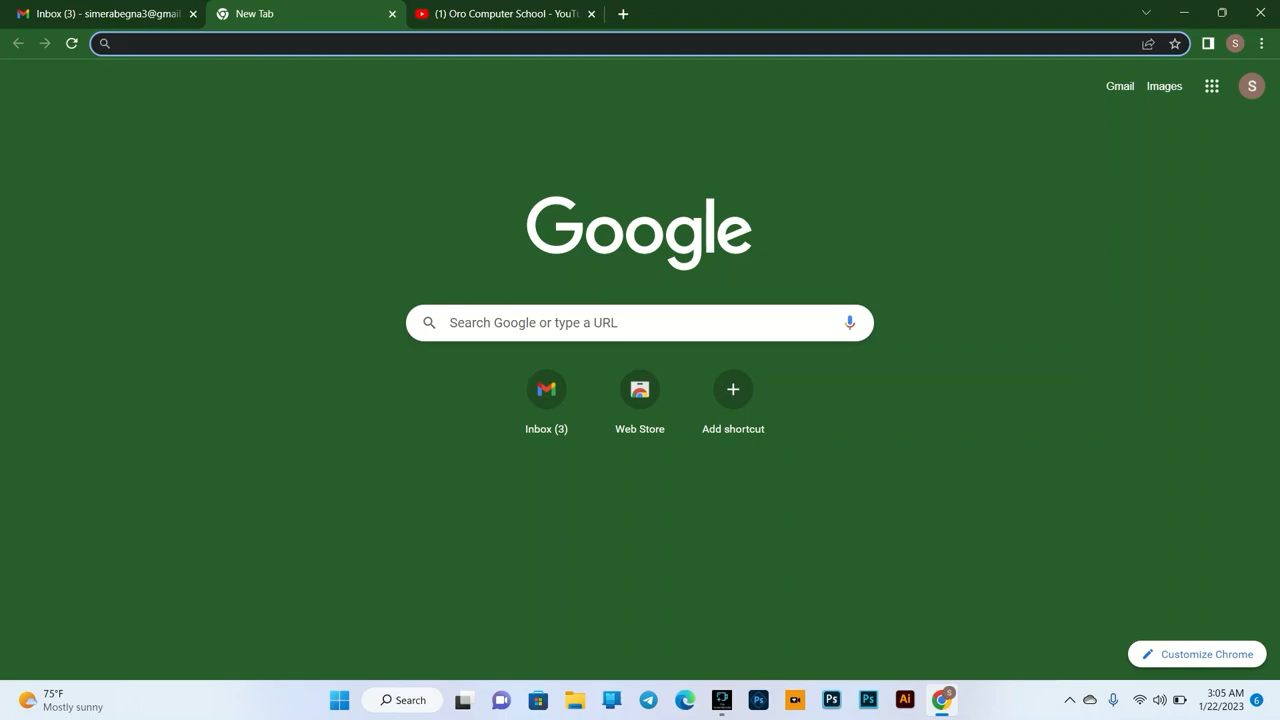 Inbox (3) - simerabegna3@gmail
New Tab
(1) Oro Computer School - YouTu
S
Gmail
Images
S
Google
Search Google or type a URL
Inbox (3)
Web Store
Add shortcut
Customize Chrome
75°F
Mostly sunny
Search
Ps
Ps
Ps
Ai
S
3:05 AM
1/22/2023
6